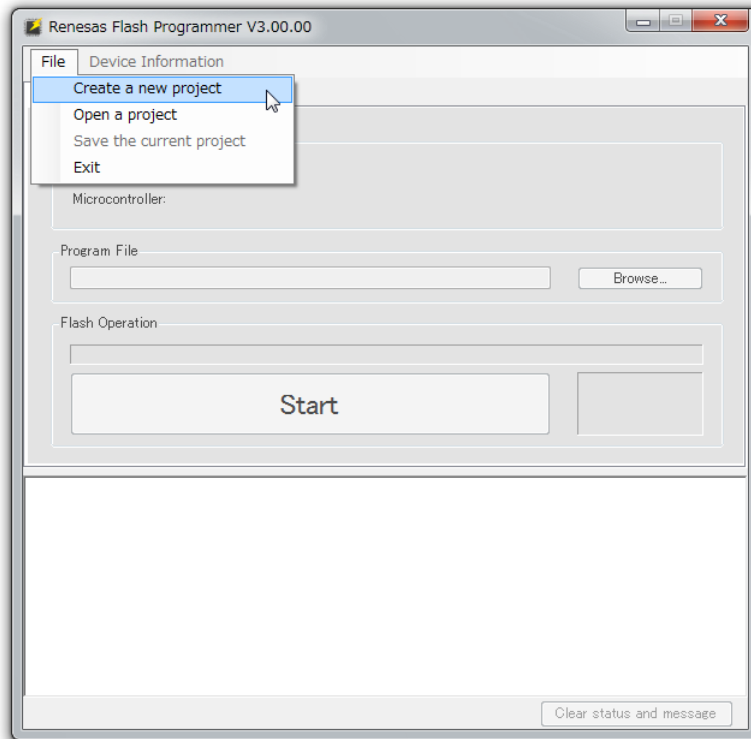 Renesas Flash Programmer V3.00.00
File Device Information
Create a new project
Open a project
Save the current project
Exit
Microcontroller:
Program File
Browse...
Flash Operation
Start
Clear status and message